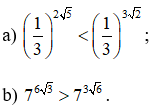 a) (1/3)^{2√5} < (1/3)^{3√2};
b) 7^{6√3} > 7^{3√6}.